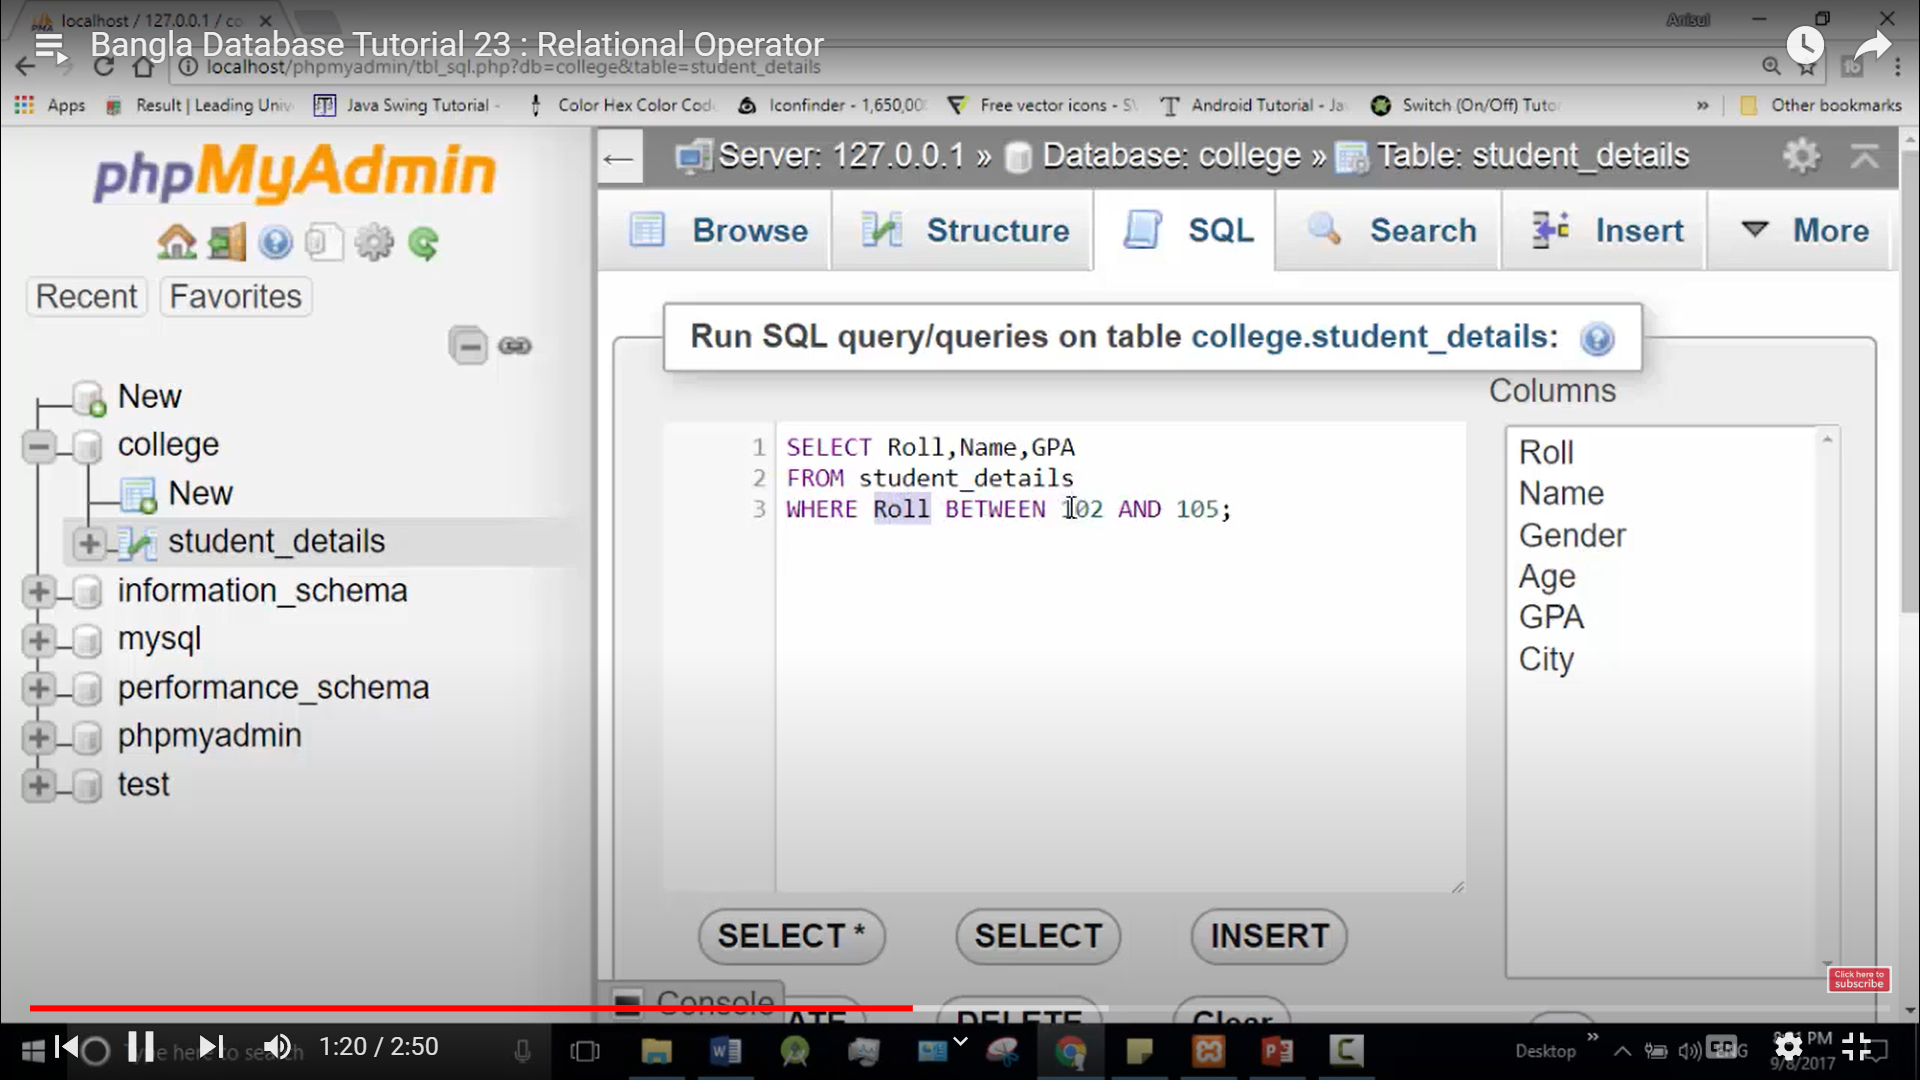 localhost / 127.0.0.1 / co
Anisul
Bangla Database Tutorial 23 : Relational Operator
localhost/phpmyadmin/tbl_sql.php?db=college&table=student_details
Apps Result | Leading Univ Java Swing Tutorial - Color Hex Color Cod Iconfinder - 1,650,00 Free vector icons - S Android Tutorial - Ja Switch (On/Off) Tuto » Other bookmarks
phpMyAdmin
Recent Favorites
New
college
New
student_details
information_schema
mysql
performance_schema
phpmyadmin
test
Server: 127.0.0.1 » Database: college » Table: student_details
Browse Structure SQL Search Insert More
Run SQL query/queries on table college.student_details:
Columns
1 SELECT Roll,Name,GPA
2 FROM student_details
3 WHERE Roll BETWEEN 102 AND 105;
Roll
Name
Gender
Age
GPA
City
SELECT * SELECT INSERT
Click here to
subscribe
Console
DELETE Clear
1:20 / 2:50
Desktop » PM
9/8/2017